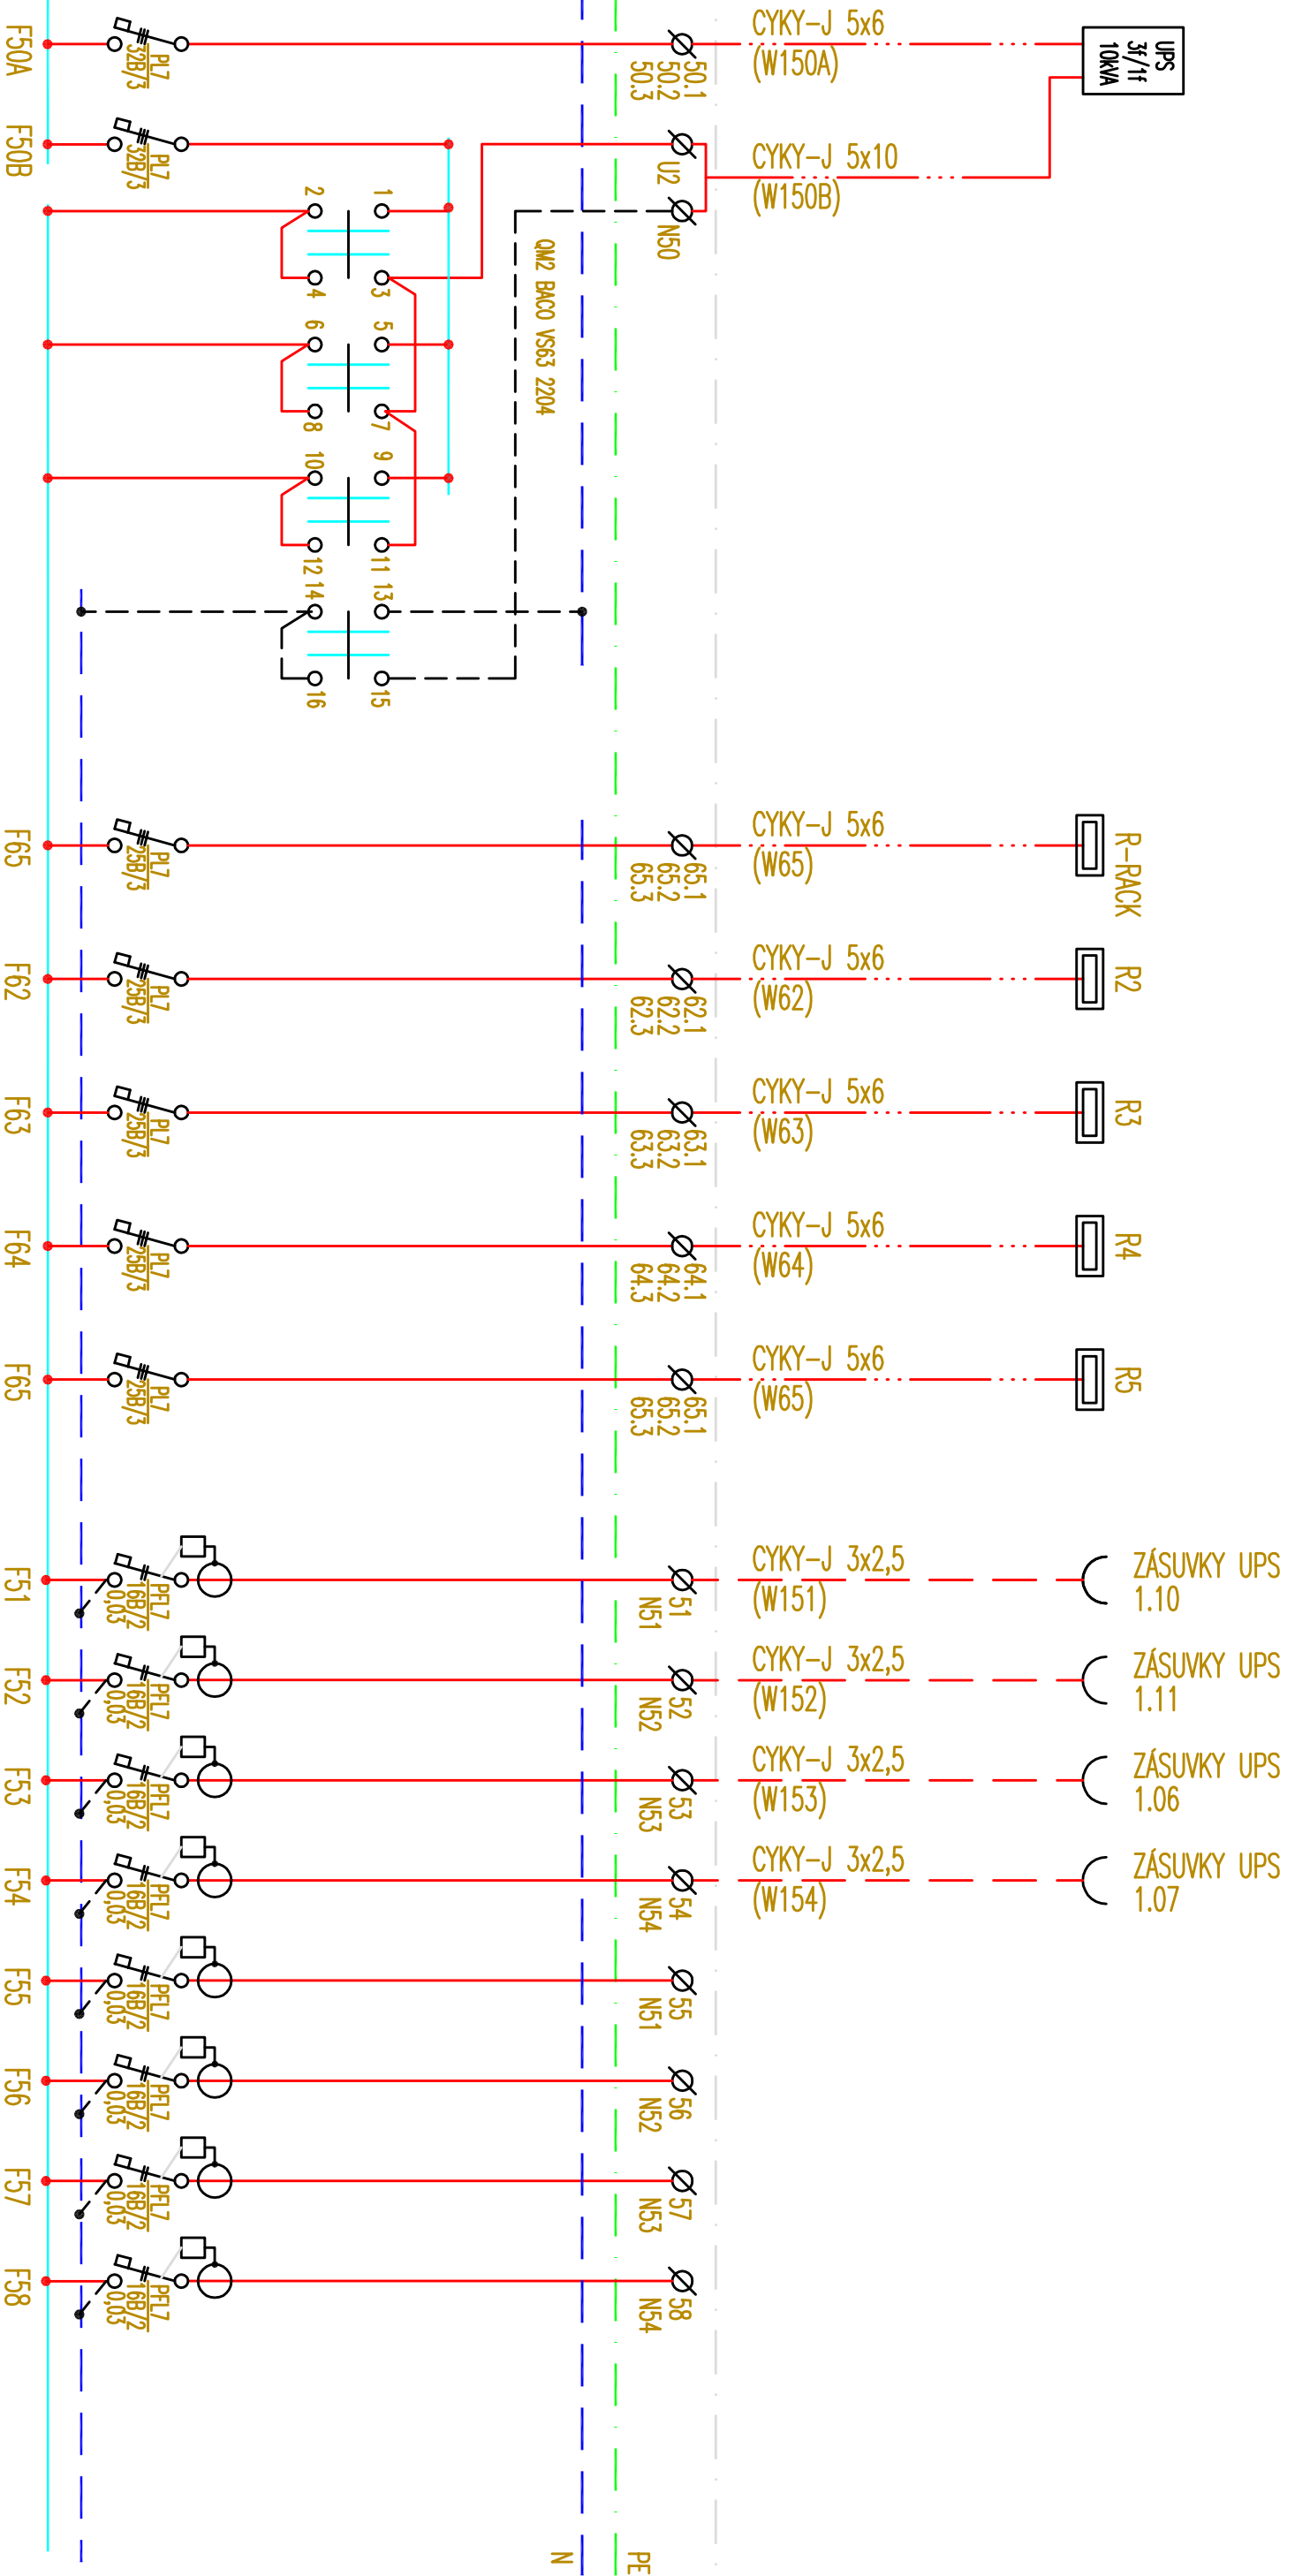 CYKY-J 5x6
(W150A)
UPS
3f/1f
10kVA
F50A
PL7
32B/3
50.1
50.2
50.3
F50B
PL7
32B/3
U2
N50
CYKY-J 5x10
(W150B)
QM2 BACO VS63 2204
2
1
4
3
6
5
8
7
10
9
12
11
14
13
16
15
F65
PL7
25B/3
65.1
65.2
65.3
CYKY-J 5x6
(W65)
R-RACK
F62
PL7
25B/3
62.1
62.2
62.3
CYKY-J 5x6
(W62)
R2
F63
PL7
25B/3
63.1
63.2
63.3
CYKY-J 5x6
(W63)
R3
F64
PL7
25B/3
64.1
64.2
64.3
CYKY-J 5x6
(W64)
R4
F65
PL7
25B/3
65.1
65.2
65.3
CYKY-J 5x6
(W65)
R5
F51
PFL7
16B/2
0,03
51
N51
CYKY-J 3x2,5
(W151)
ZÁSUVKY UPS
1.10
F52
PFL7
16B/2
0,03
52
N52
CYKY-J 3x2,5
(W152)
ZÁSUVKY UPS
1.11
F53
PFL7
16B/2
0,03
53
N53
CYKY-J 3x2,5
(W153)
ZÁSUVKY UPS
1.06
F54
PFL7
16B/2
0,03
54
N54
CYKY-J 3x2,5
(W154)
ZÁSUVKY UPS
1.07
F55
PFL7
16B/2
0,03
55
N51
F56
PFL7
16B/2
0,03
56
N52
F57
PFL7
16B/2
0,03
57
N53
F58
PFL7
16B/2
0,03
58
N54
N
PE